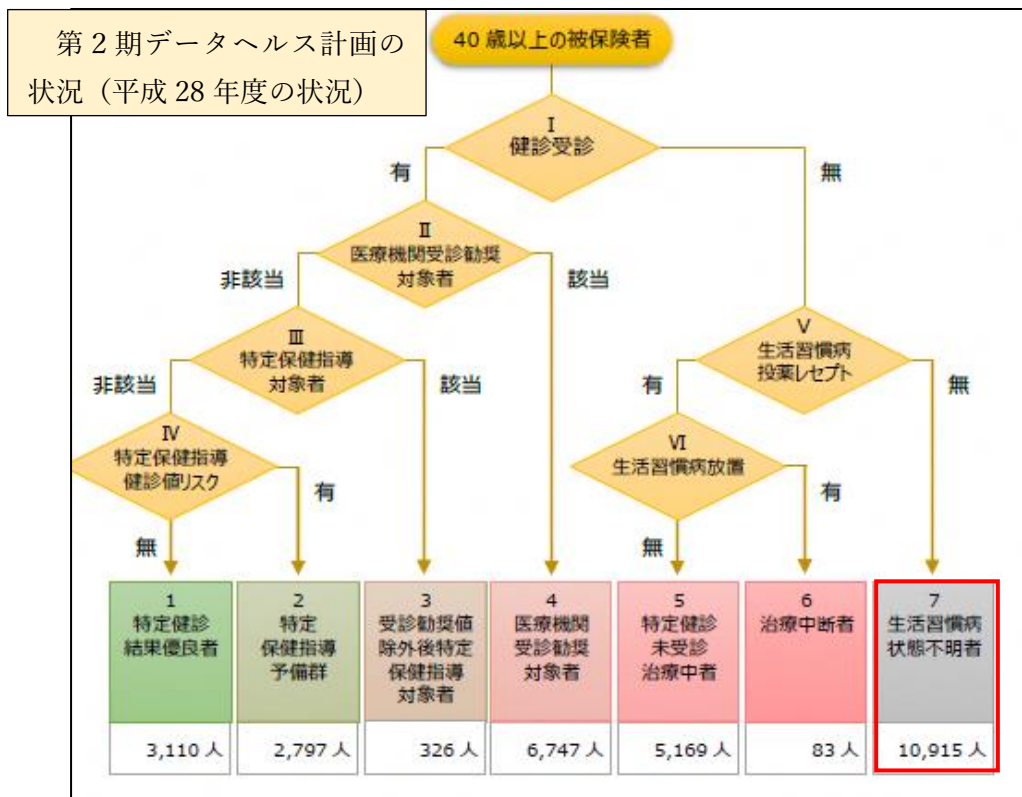 第2期データヘルス計画の
状況(平成 28 年度の状況)
40 歳以上の被保険者
Ⅰ
健診受診
有
無
Ⅱ
医療機関受診勧奨
対象者
非該当
該当
Ⅲ
特定保健指導
対象者
Ⅴ
生活習慣病
投薬レセプト
非該当
該当
有
無
Ⅳ
特定保健指導
健診値リスク
Ⅵ
生活習慣病放置
有
有
無
無
1
特定健診
結果優良者
2
特定
保健指導
予備群
3
受診勧奨値
除外後特定
保健指導
対象者
4
医療機関
受診勧奨
対象者
5
特定健診
未受診
治療中者
6
治療中断者
7
生活習慣病
状態不明者
3,110 人
2,797 人
326 人
6,747 人
5,169 人
83 人
10,915 人